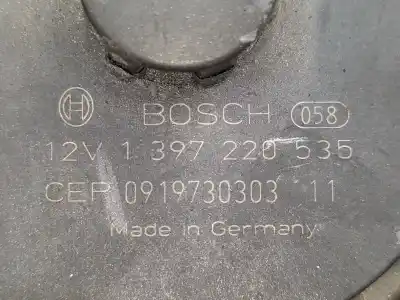 BOSCH 058
12V 1 397 220 535
CEP 0919730303 11
Made in Germany